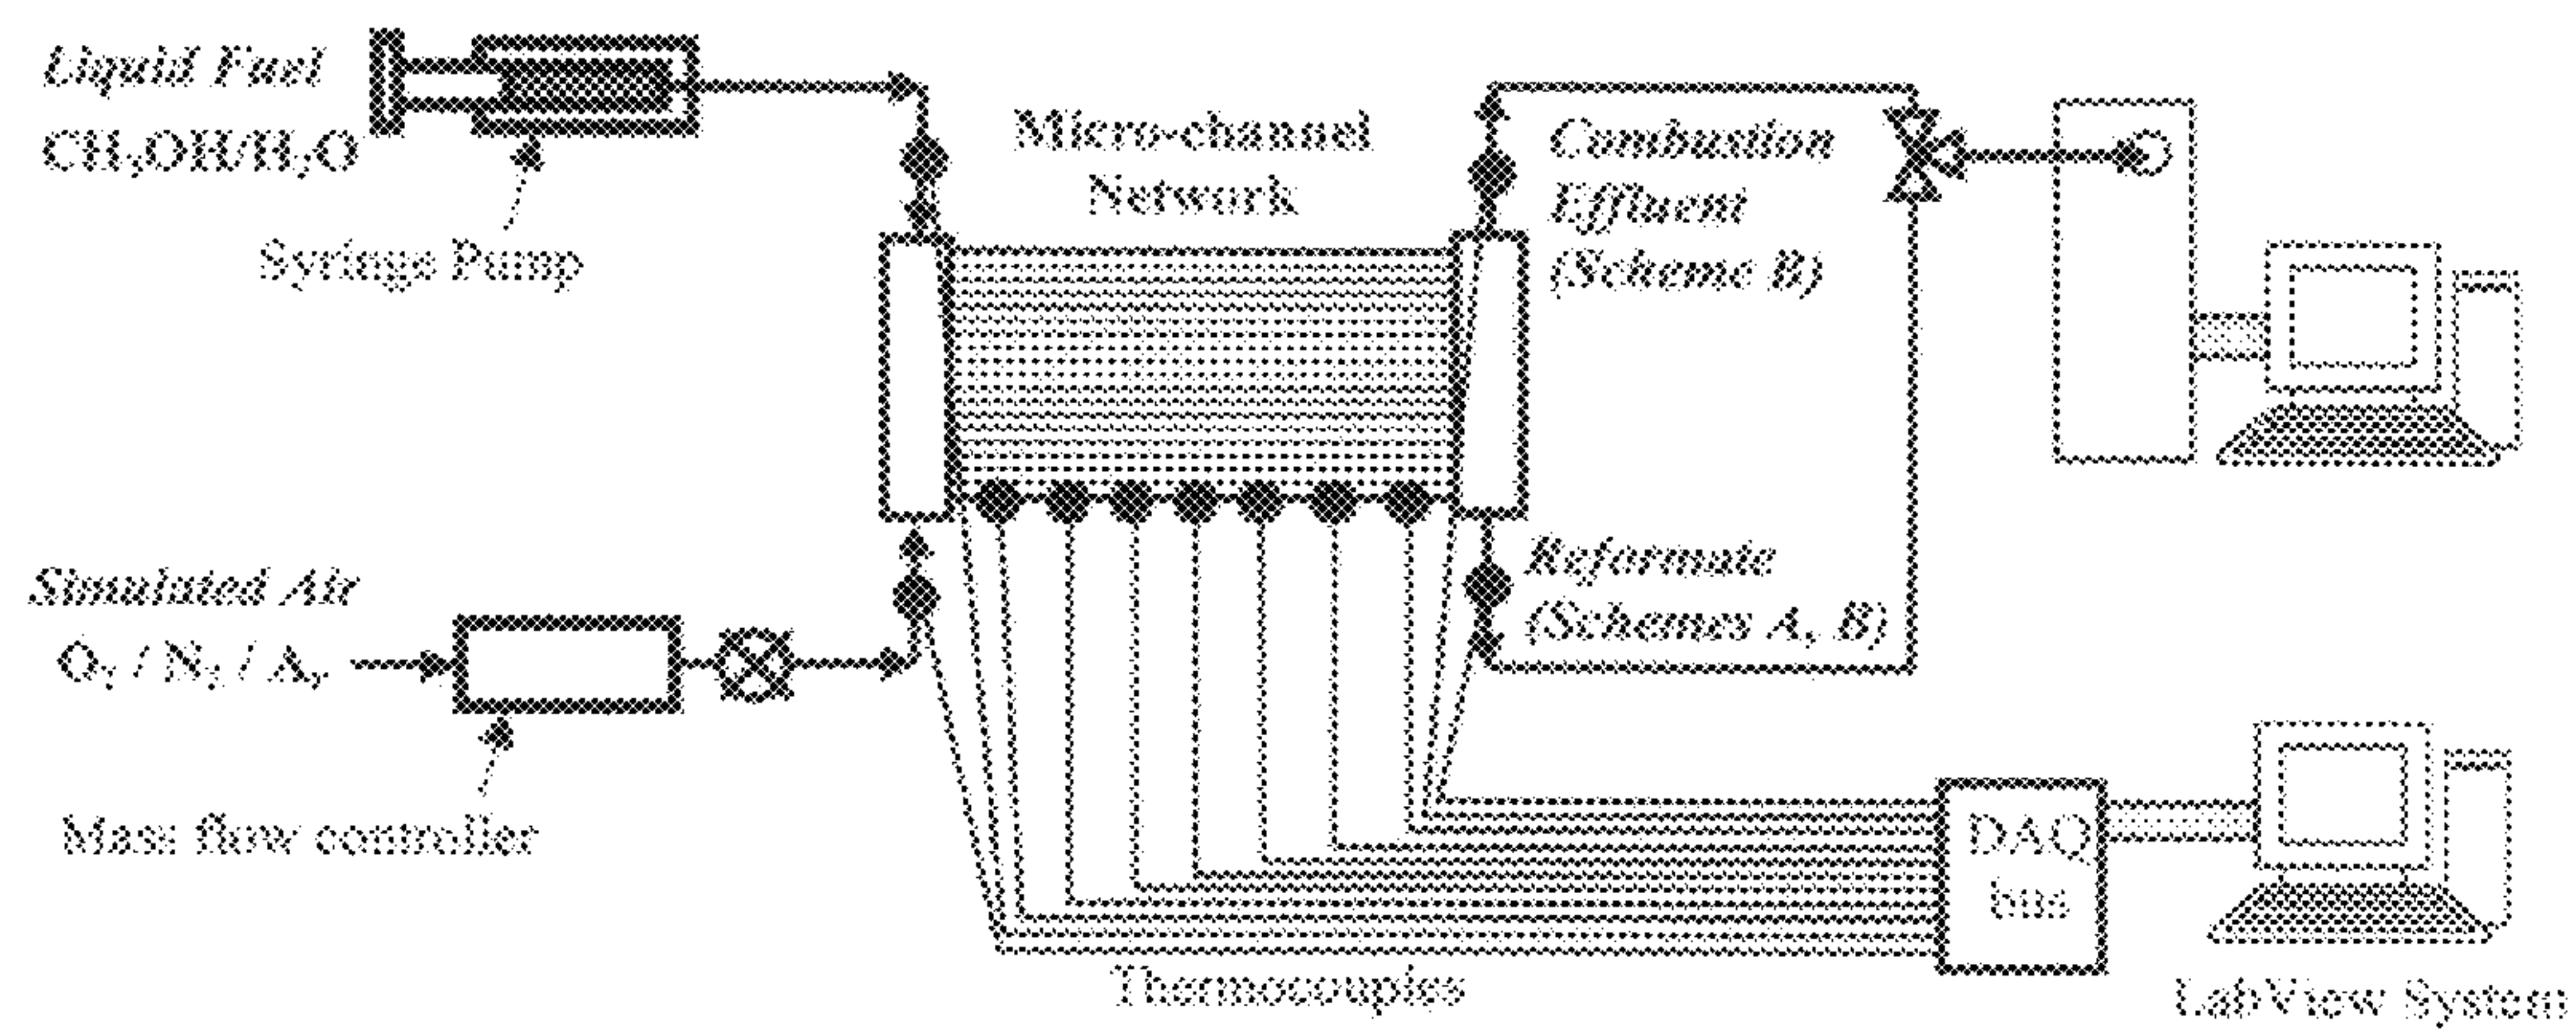 Liquid Fuel
CH₃OH/H₂O
Syringe Pump
Micro-channel
Network
Combustion
Effluent
(Scheme B)
Simulated Air
O₂ / N₂ / Ar
Mass flow controller
Reformate
(Schemes A, B)
DAQ
bus
Thermocouples
LabView System